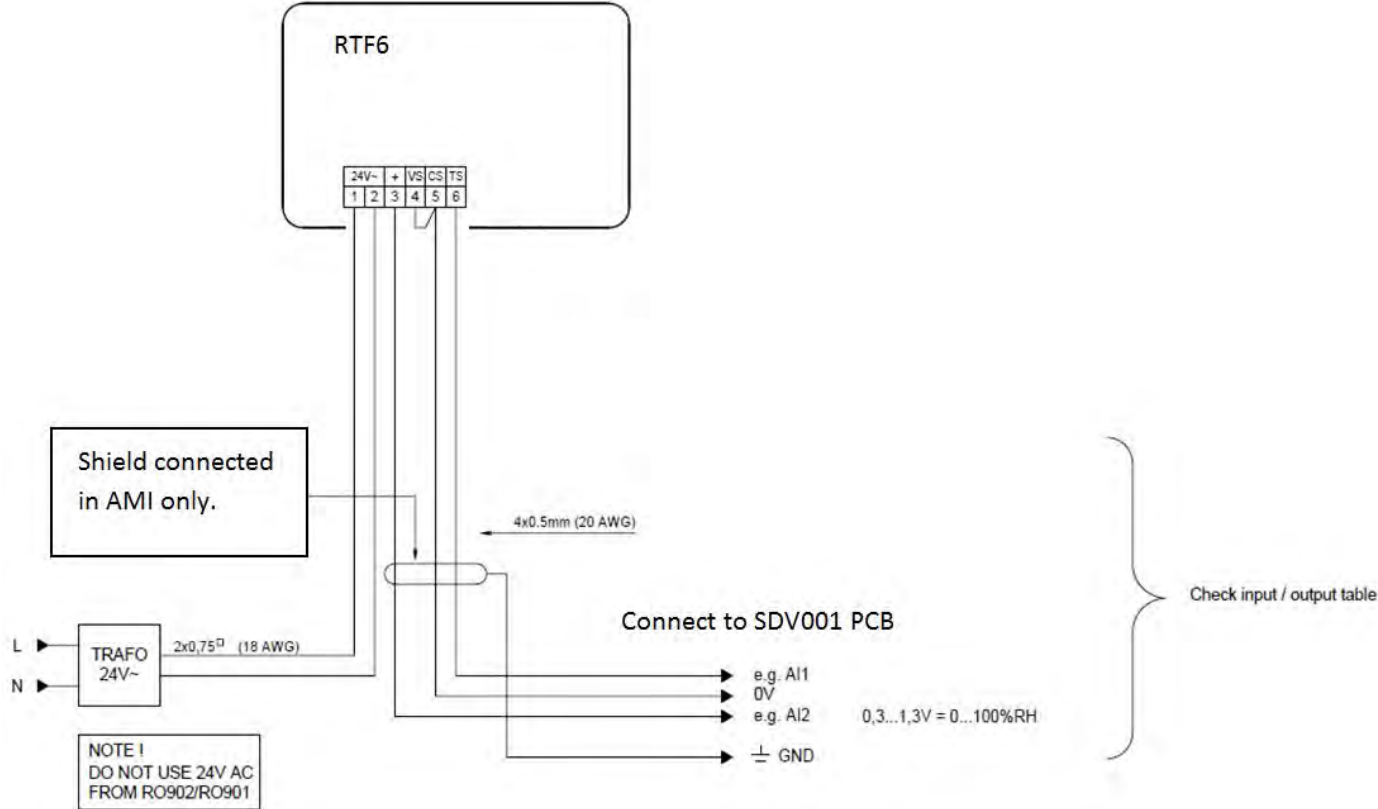 RTF6
24V~ + VS CS TS
1 2 3 4 5 6
Shield connected
in AMI only.
4x0.5mm (20 AWG)
Connect to SDV001 PCB
Check input / output table
L
N
TRAFO
24V~
2x0,75□ (18 AWG)
e.g. AI1
0V
e.g. AI2
0,3...1,3V = 0...100%RH
GND
NOTE !
DO NOT USE 24V AC
FROM RO902/RO901